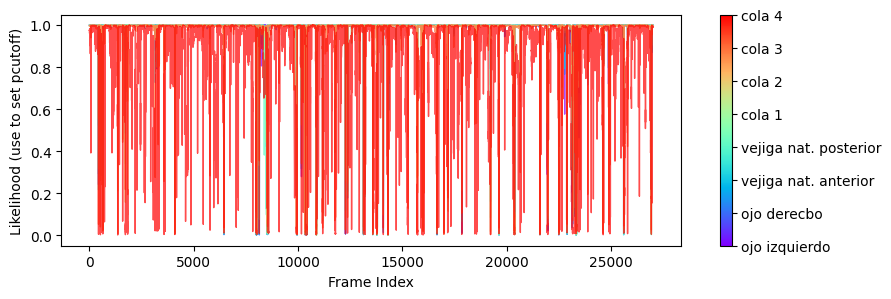 Likelihood (use to set pcutoff)
1.0
0.8
0.6
0.4
0.2
0.0
0
5000
10000
15000
20000
25000
Frame Index
cola 4
cola 3
cola 2
cola 1
vejiga nat. posterior
vejiga nat. anterior
ojo derecbo
ojo izquierdo